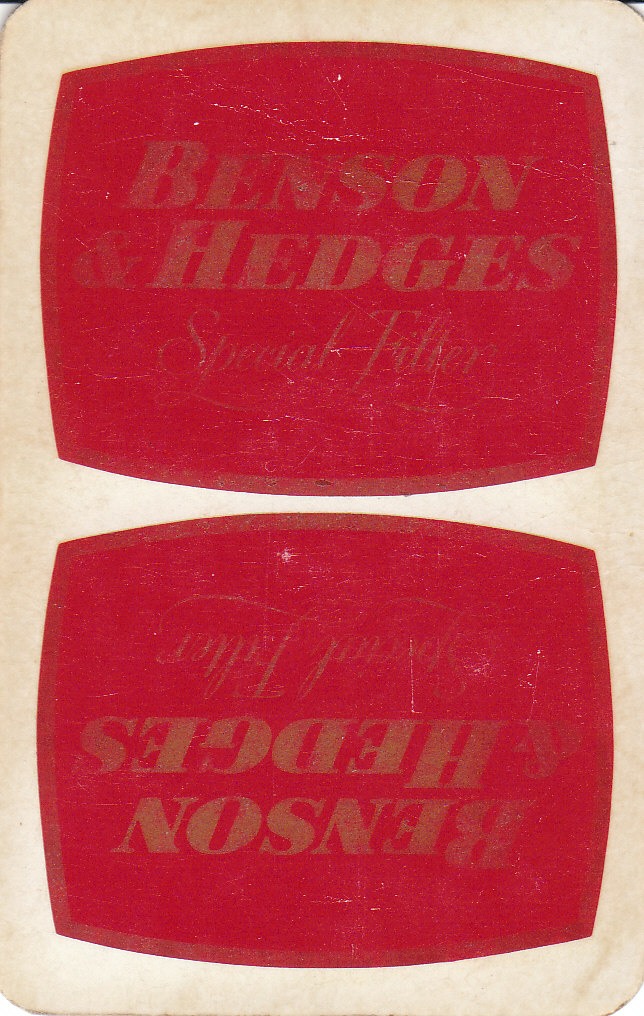 BENSON
& HEDGES
Special Filter
Special Filter
& HEDGES
BENSON